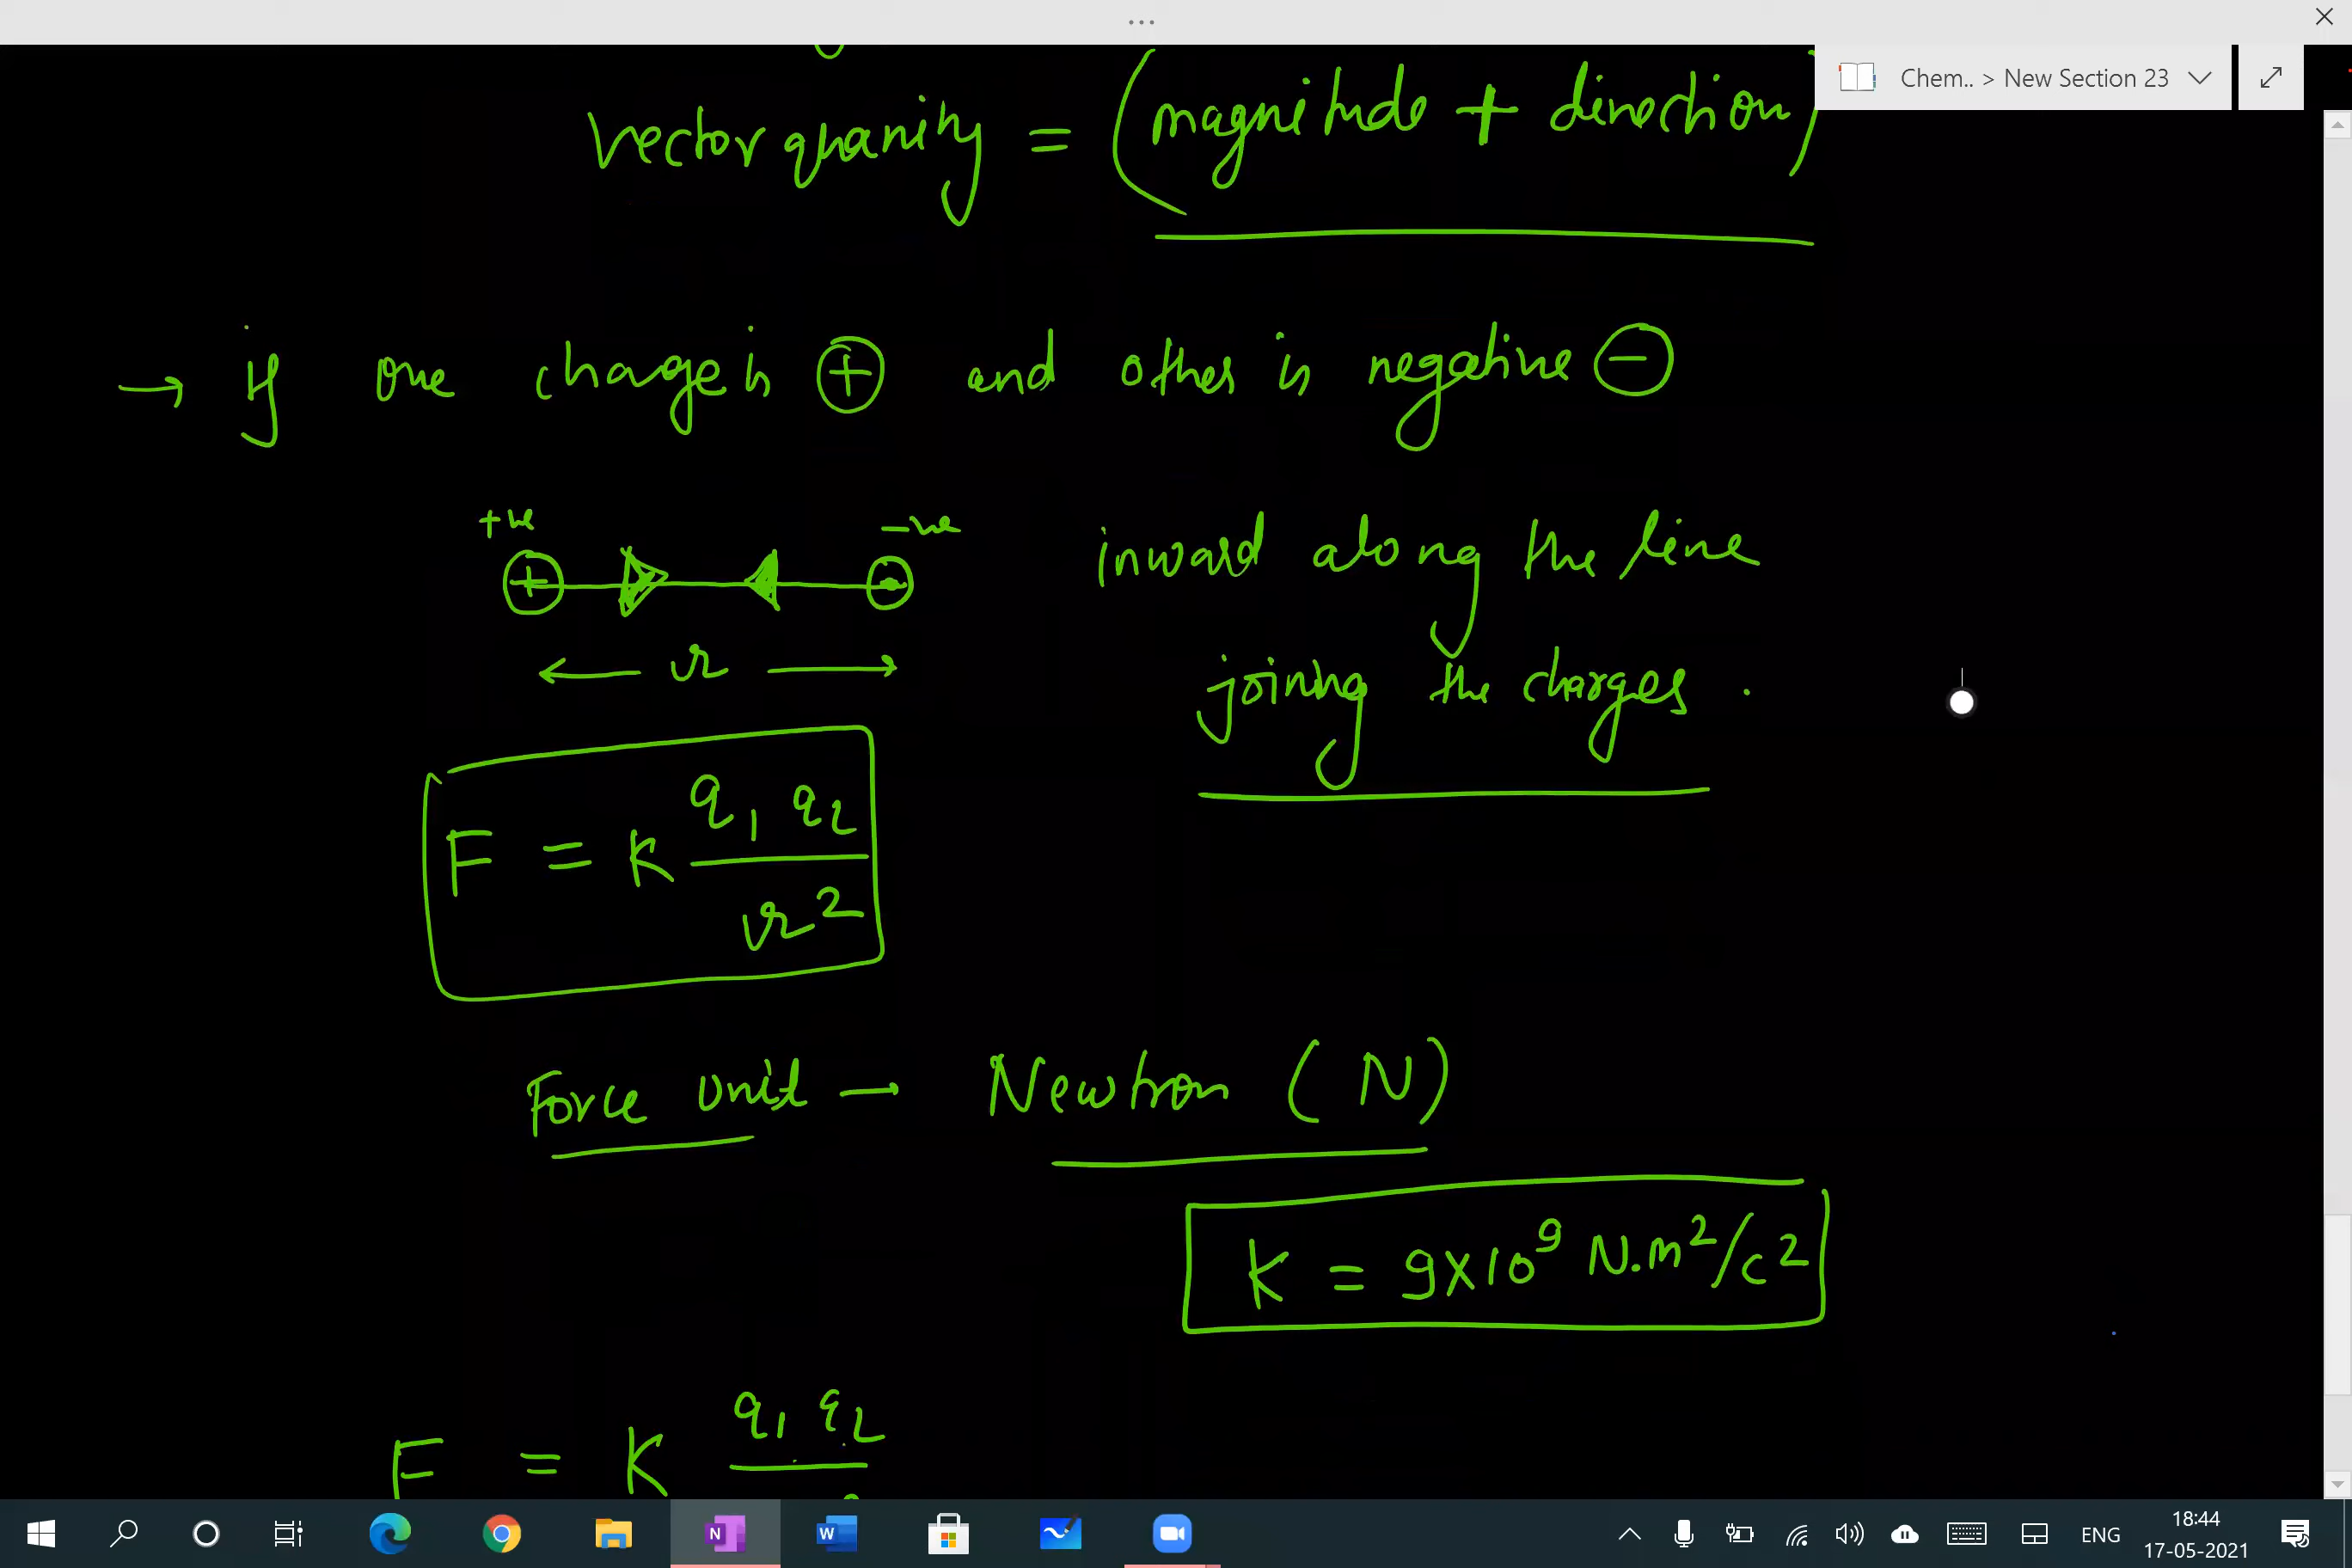 ...
Chem.. > New Section 23
vector quanity = (magnitude + direction)
→ if one charge is ⊕ and other is negative ⊖
+ve -ve
+ -
inward along the line
← r →
joining the charges .
F = K q1 q2 / r2
Force unit → Newtron (N)
K = 9X10^9 N.m^2/c^2
F = K q1 q2
ENG
18:44
17-05-2021